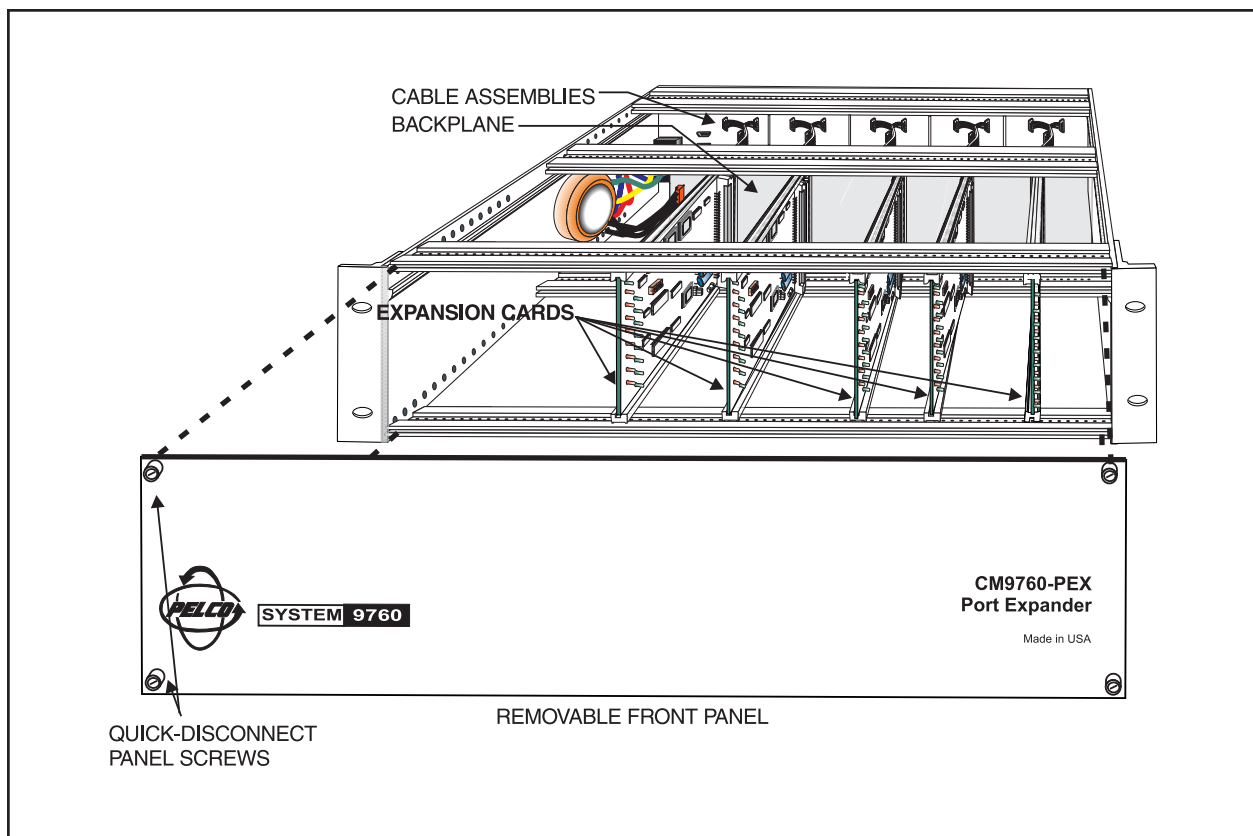 CABLE ASSEMBLIES
BACKPLANE
EXPANSION CARDS
PELCO
SYSTEM 9760
CM9760-PEX
Port Expander
Made in USA
REMOVABLE FRONT PANEL
QUICK-DISCONNECT
PANEL SCREWS